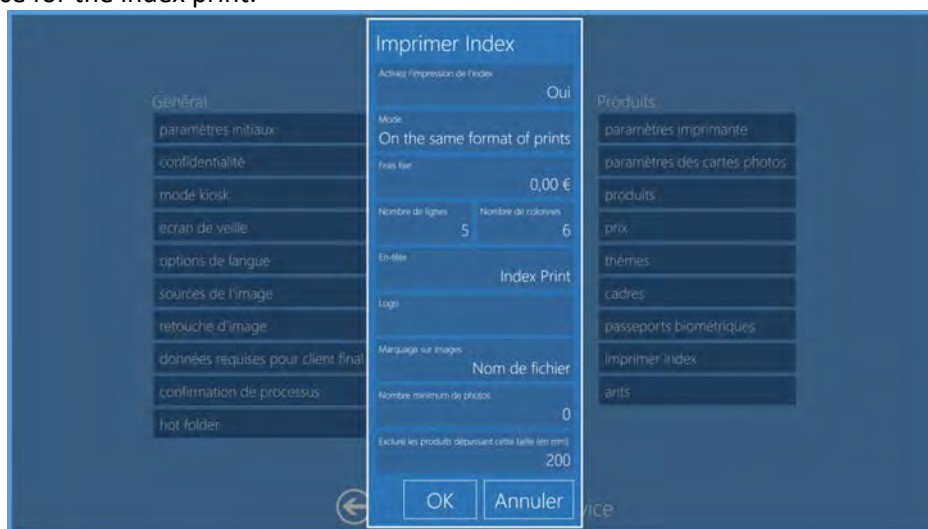 ce for the index print.
Imprimer Index
Activez l'impression de l'index
Oui
Mode
On the same format of prints
Frais fixe
0,00 €
Nombre de lignes
5
Nombre de colonnes
6
En-tête
Index Print
Logo
Marquage sur images
Nom de fichier
Nombre minimum de photos
0
Exclure les produits dépassant cette taille (en mm)
200
OK
Annuler
Général
paramètres initiaux
confidentialité
mode kiosk
ecran de veille
options de langue
sources de l'image
retouche d'image
données requises pour client final
confirmation de processus
hot folder
Produits
paramètres imprimante
paramètres des cartes photos
produits
prix
thèmes
cadres
passeports biométriques
imprimer index
ants
vice